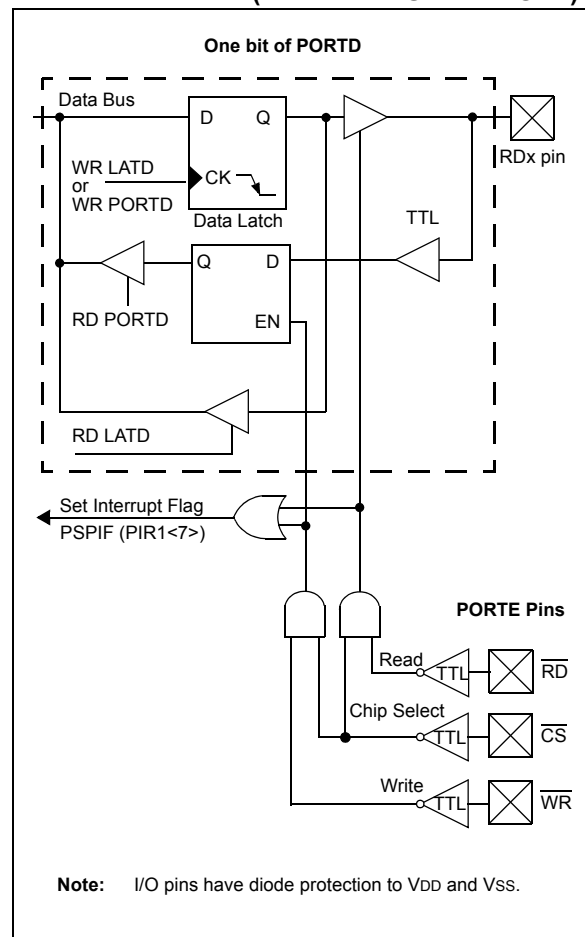 One bit of PORTD
Data Bus
D Q
RDx pin
WR LATD
or
WR PORTD
CK
Data Latch
TTL
Q D
RD PORTD
EN
RD LATD
Set Interrupt Flag
PSPIF (PIR1<7>)
PORTE Pins
Read
TTL
RD
Chip Select
TTL
CS
Write
TTL
WR
Note: I/O pins have diode protection to VDD and VSS.